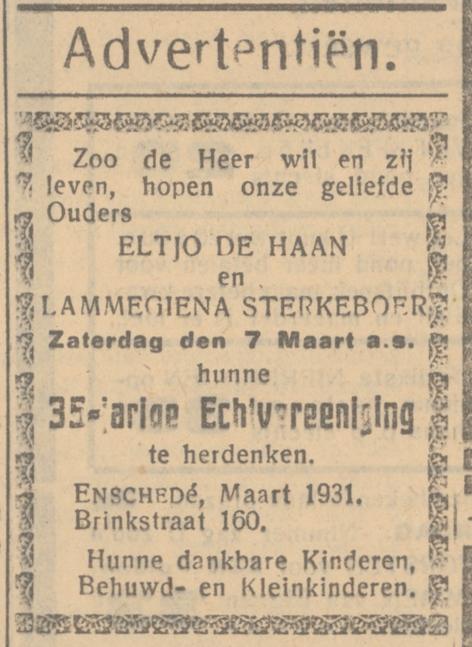 Advertentiën.
Zoo de Heer wil en zij
leven, hopen onze geliefde
Ouders
ELTJO DE HAAN
en
LAMMEGIENA STERKEBOER
Zaterdag den 7 Maart a.s.
hunne
35-jarige Echtvereeniging
te herdenken.
ENSCHEDé, Maart 1931.
Brinkstraat 160.
Hunne dankbare Kinderen,
Behuwd- en Kleinkinderen.